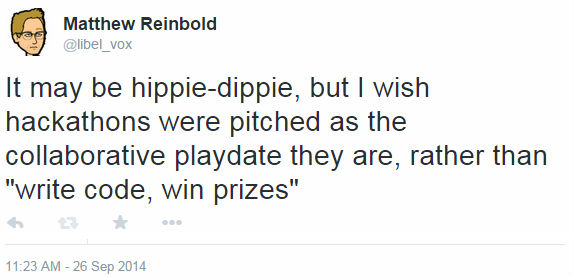 Matthew Reinbold
@libel_vox
It may be hippie-dippie, but I wish
hackathons were pitched as the
collaborative playdate they are, rather than
"write code, win prizes"
11:23 AM - 26 Sep 2014